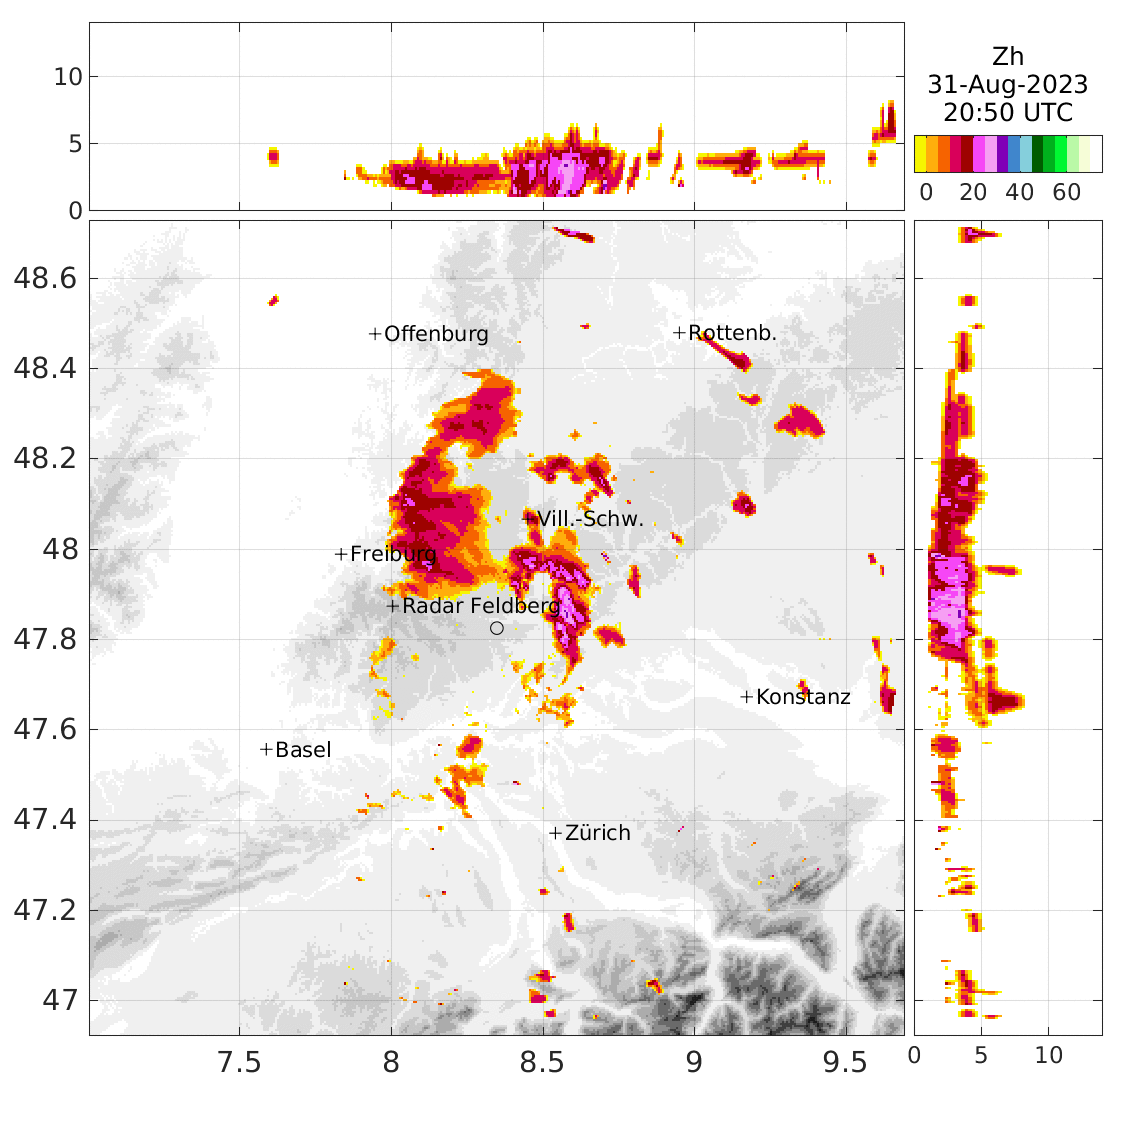 Zh
31-Aug-2023
20:50 UTC
0 20 40 60
10
5
0
48.6
48.4
48.2
48
47.8
47.6
47.4
47.2
47
+Offenburg
+Rottenb.
+Vill.-Schw.
+Freiburg
+Radar Feldberg
+Konstanz
+Basel
+Zürich
7.5 8 8.5 9 9.5
0 5 10